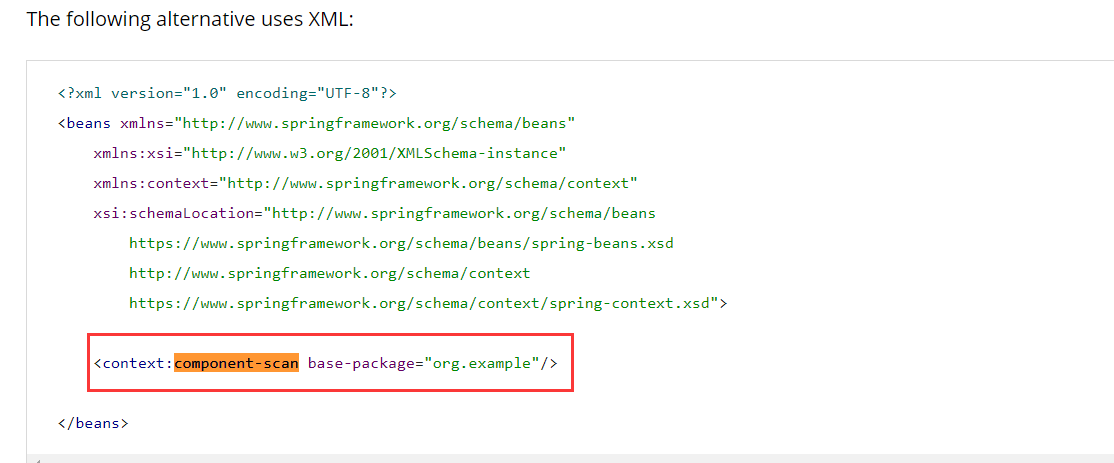 The following alternative uses XML:
<?xml version="1.0" encoding="UTF-8"?>
<beans xmlns="http://www.springframework.org/schema/beans"
xmlns:xsi="http://www.w3.org/2001/XMLSchema-instance"
xmlns:context="http://www.springframework.org/schema/context"
xsi:schemaLocation="http://www.springframework.org/schema/beans
https://www.springframework.org/schema/beans/spring-beans.xsd
http://www.springframework.org/schema/context
https://www.springframework.org/schema/context/spring-context.xsd">
<context:component-scan base-package="org.example"/>
</beans>